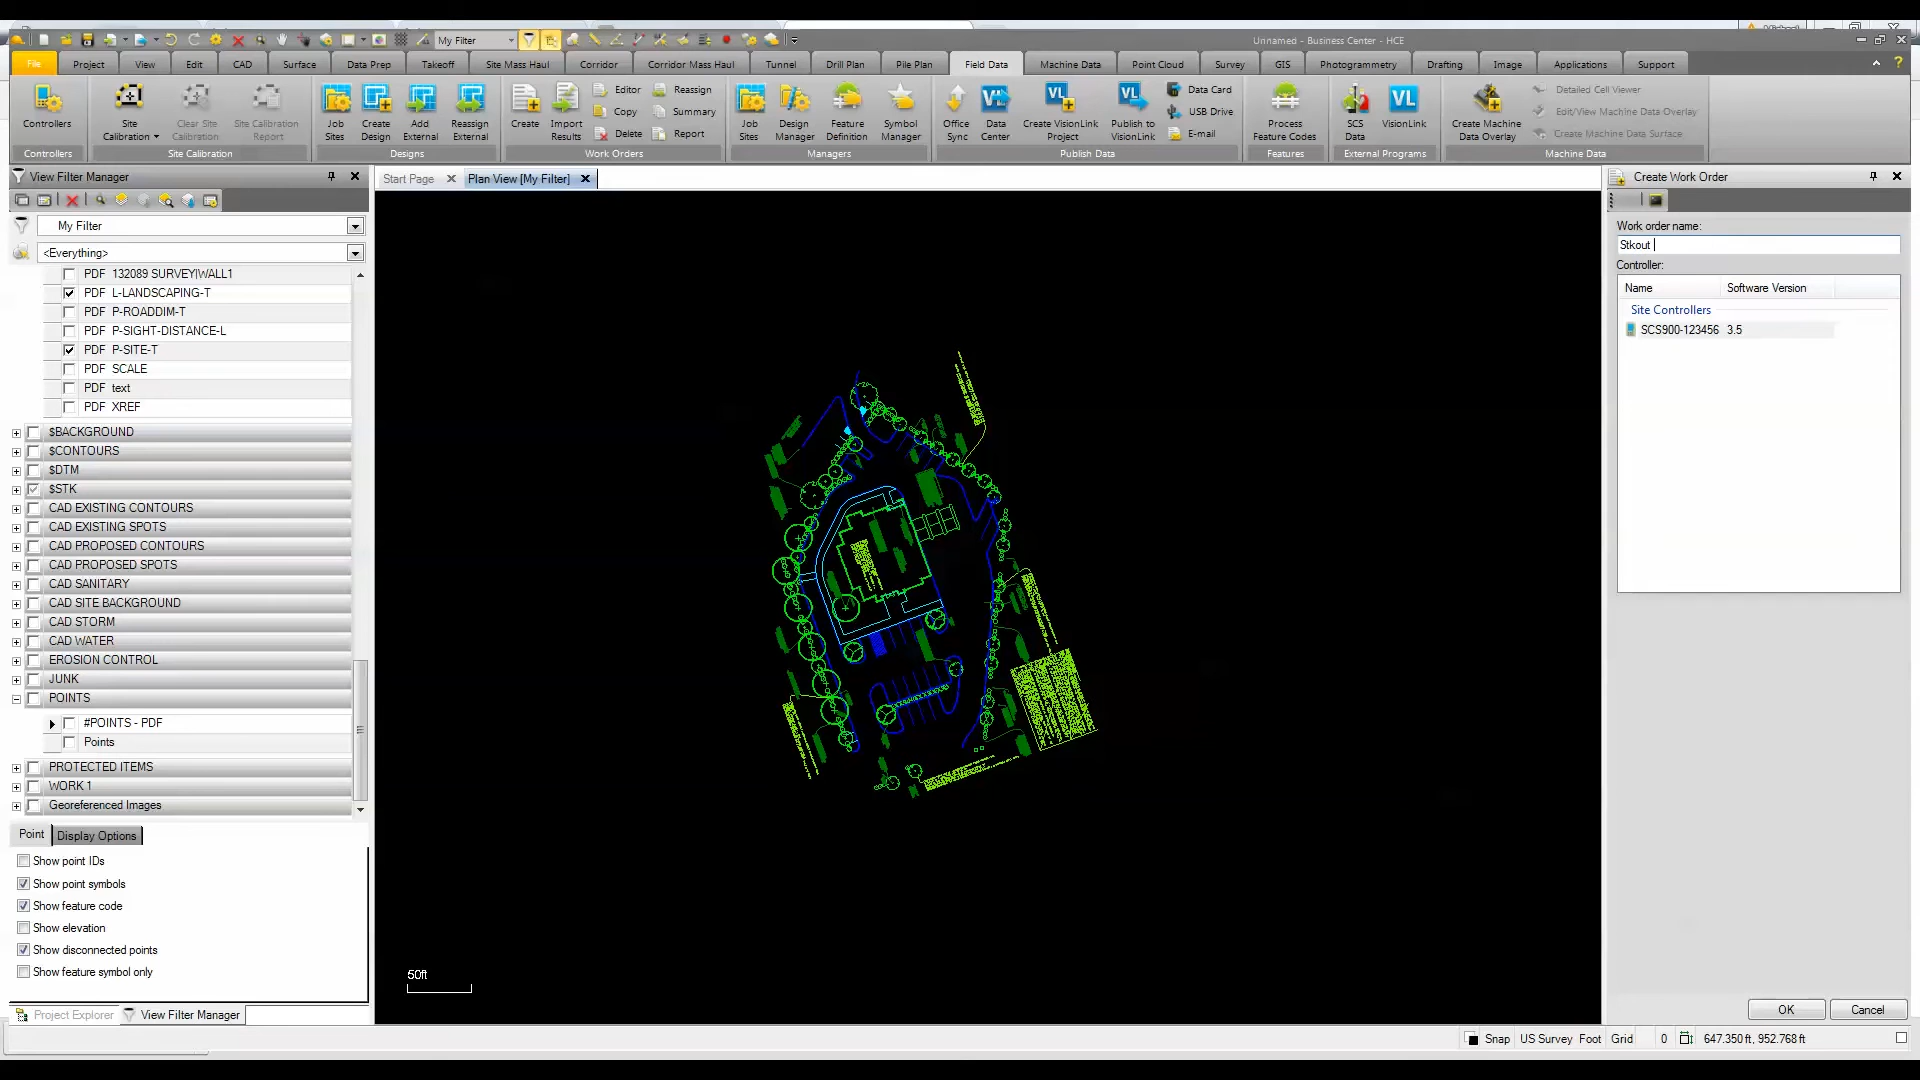 My Filter
Unnamed - Business Center - HCE
File Project View Edit CAD Surface Data Prep Takeoff Site Mass Haul Corridor Corridor Mass Haul Tunnel Drill Plan Pile Plan Field Data Machine Data Point Cloud Survey GIS Photogrammetry Drafting Image Applications Support
Controllers
Controllers
Site Calibration
Clear Site Calibration
Site Calibration Report
Site Calibration
Job Sites
Create Design
Add External
Reassign External
Designs
Create
Import Results
Editor
Copy
Delete
Reassign
Summary
Report
Work Orders
Job Sites
Design Manager
Feature Definition
Symbol Manager
Managers
Office Sync
Data Center
Create VisionLink Project
Publish to VisionLink
Data Card
USB Drive
E-mail
Publish Data
Process Feature Codes
Features
SCS Data
VisionLink
External Programs
Create Machine Data Overlay
Detailed Cell Viewer
Edit/View Machine Data Overlay
Create Machine Data Surface
Machine Data
View Filter Manager
My Filter
<Everything>
PDF 132089 SURVEY|WALL1
PDF L-LANDSCAPING-T
PDF P-ROADDIM-T
PDF P-SIGHT-DISTANCE-L
PDF P-SITE-T
PDF SCALE
PDF text
PDF XREF
$BACKGROUND
$CONTOURS
$DTM
$STK
CAD EXISTING CONTOURS
CAD EXISTING SPOTS
CAD PROPOSED CONTOURS
CAD PROPOSED SPOTS
CAD SANITARY
CAD SITE BACKGROUND
CAD STORM
CAD WATER
EROSION CONTROL
JUNK
POINTS
#POINTS - PDF
Points
PROTECTED ITEMS
WORK 1
Georeferenced Images
Point Display Options
Show point IDs
Show point symbols
Show feature code
Show elevation
Show disconnected points
Show feature symbol only
Project Explorer View Filter Manager
Start Page
Plan View [My Filter]
50ft
Create Work Order
Work order name:
Stkout
Controller:
Name Software Version
Site Controllers
SCS900-123456 3.5
OK Cancel
Snap US Survey Foot Grid 0 647.350 ft, 952.768 ft